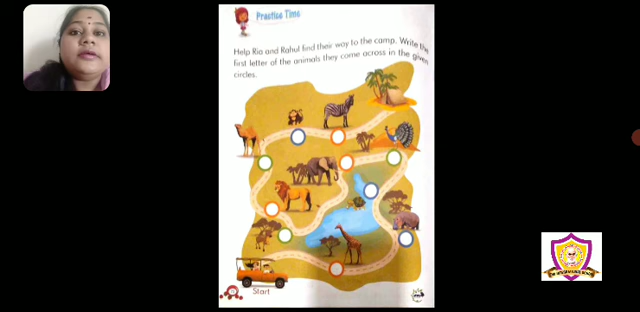 Practice Time
Help Ria and Rahul find their way to the camp. Write the
first letter of the animals they come across in the given
circles.
Start